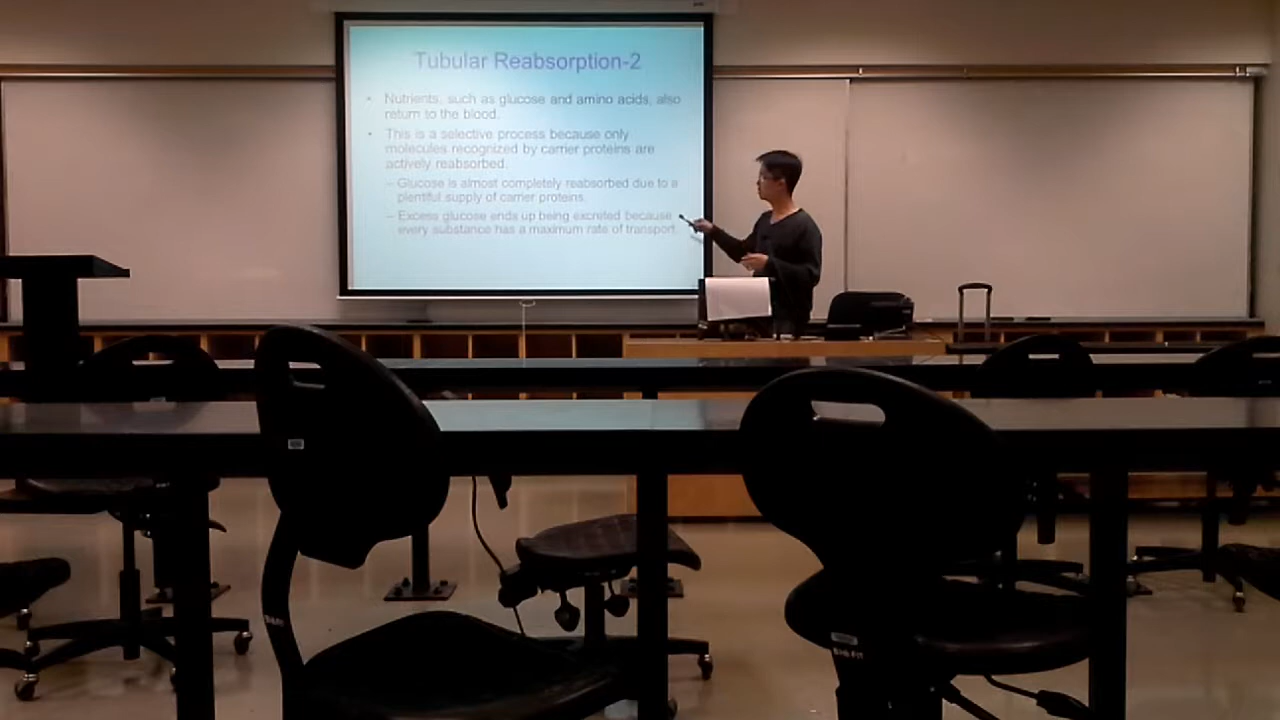 Tubular Reabsorption-2
• Nutrients, such as glucose and amino acids, also
return to the blood.
• This is a selective process because only
molecules recognized by carrier proteins are
actively reabsorbed.
– Glucose is almost completely reabsorbed due to a
plentiful supply of carrier proteins.
– Excess glucose ends up being excreted because
every substance has a maximum rate of transport.